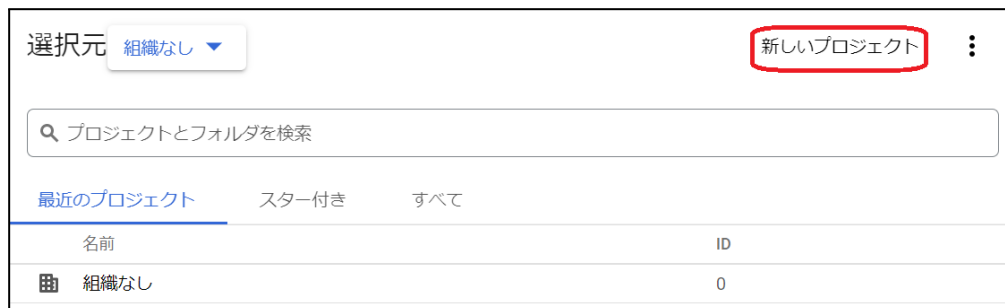 選択元 組織なし 新しいプロジェクト
プロジェクトとフォルダを検索
最近のプロジェクト スター付き すべて
名前 ID
組織なし 0